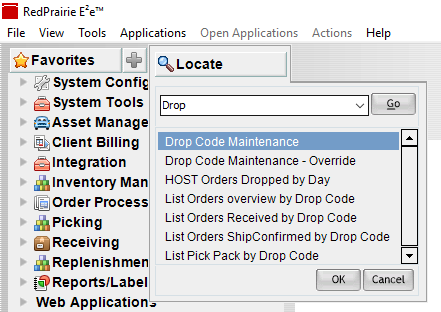 RedPrairie E²e™
File View Tools Applications Open Applications Actions Help
Favorites
Locate
System Config
System Tools
Drop
Go
Asset Manage
Client Billing
Drop Code Maintenance
Integration
Drop Code Maintenance - Override
Inventory Man
HOST Orders Dropped by Day
Order Process
List Orders overview by Drop Code
Picking
List Orders Received by Drop Code
Receiving
List Orders ShipConfirmed by Drop Code
Replenishmen
List Pick Pack by Drop Code
Reports/Label
OK Cancel
Web Applications